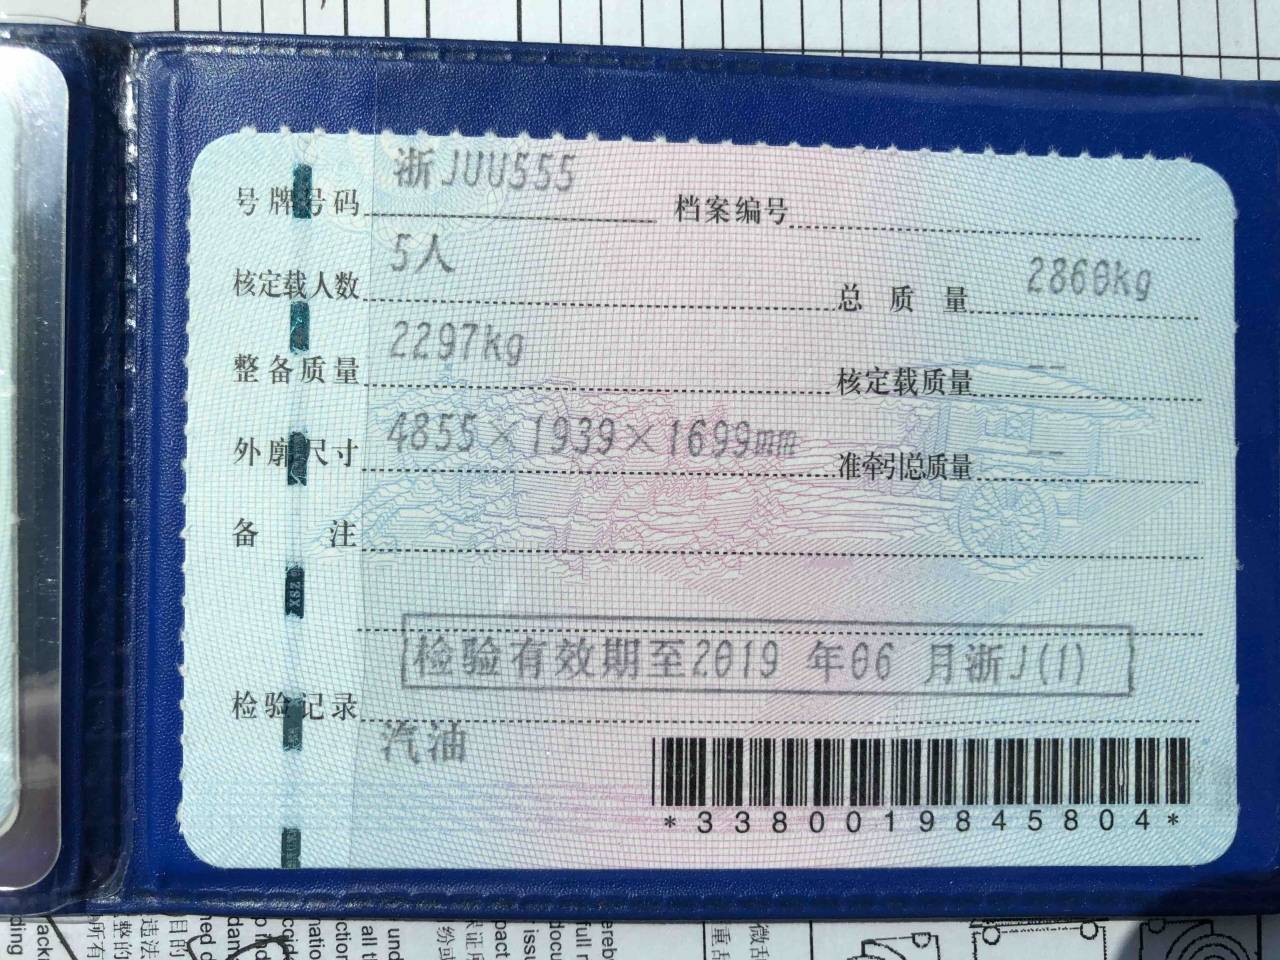 号牌号码 浙JUU555 档案编号
核定载人数 5人 总质量 2860kg
整备质量 2297kg 核定载质量 --
外廓尺寸 4855×1939×1699mm 准牵引总质量 --
备注
检验有效期至2019年06月浙J(1)
检验记录
汽油
*3380019845804*